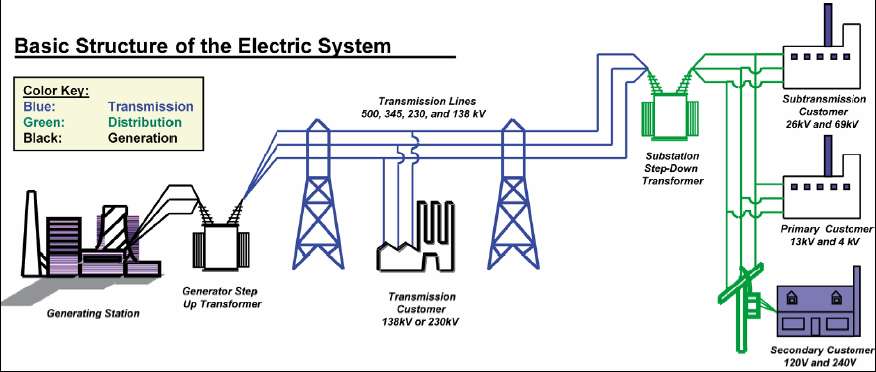 Basic Structure of the Electric System
Color Key:
Blue: Transmission
Green: Distribution
Black: Generation
Transmission Lines
500, 345, 230, and 138 kV
Generating Station
Generator Step
Up Transformer
Transmission
Customer
138kV or 230kV
Substation
Step-Down
Transformer
Subtransmission
Customer
26kV and 69kV
Primary Customer
13kV and 4 kV
Secondary Customer
120V and 240V